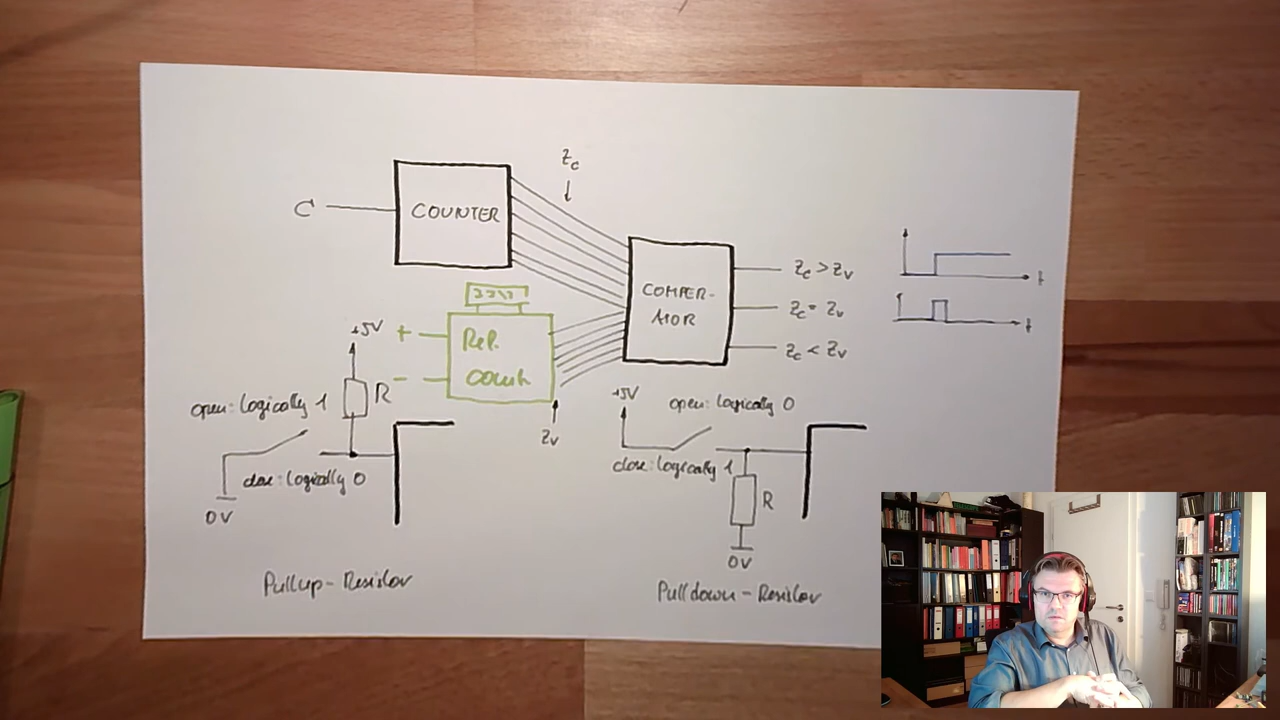 Zc
C
COUNTER
Zc > Zv
COMPER-
ATOR
Zc = Zv
Zc < Zv
t
t
+5V
+
-
Ref.
Count.
R
Zv
open: logically 1
close: logically 0
0V
Pullup-Resistor
+5V
open: logically 0
close: logically 1
R
0V
Pulldown-Resistor